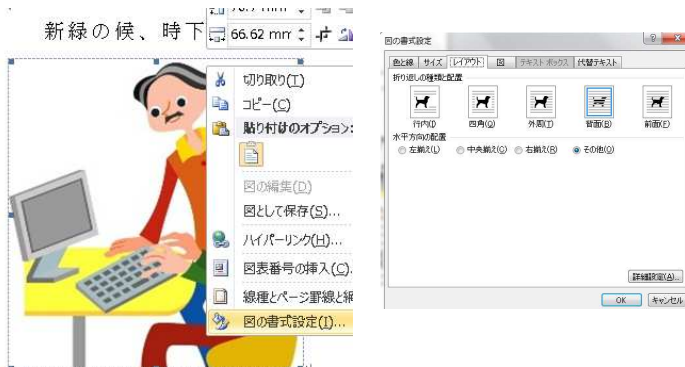 新緑の候、時下
66.62 mm
切り取り(T)
コピー(C)
貼り付けのオプション:
図の編集(D)
図として保存(S)...
ハイパーリンク(H)...
図表番号の挿入(C)
線種とページ罫線と網
図の書式設定(I)...
図の書式設定
色と線 サイズ レイアウト 図 テキスト ボックス 代替テキスト
折り返しの種類と配置
行内(I) 四角(Q) 外周(T) 背面(B) 前面(F)
水平方向の配置
左揃え(L) 中央揃え(C) 右揃え(R) その他(O)
詳細設定(A)...
OK キャンセル